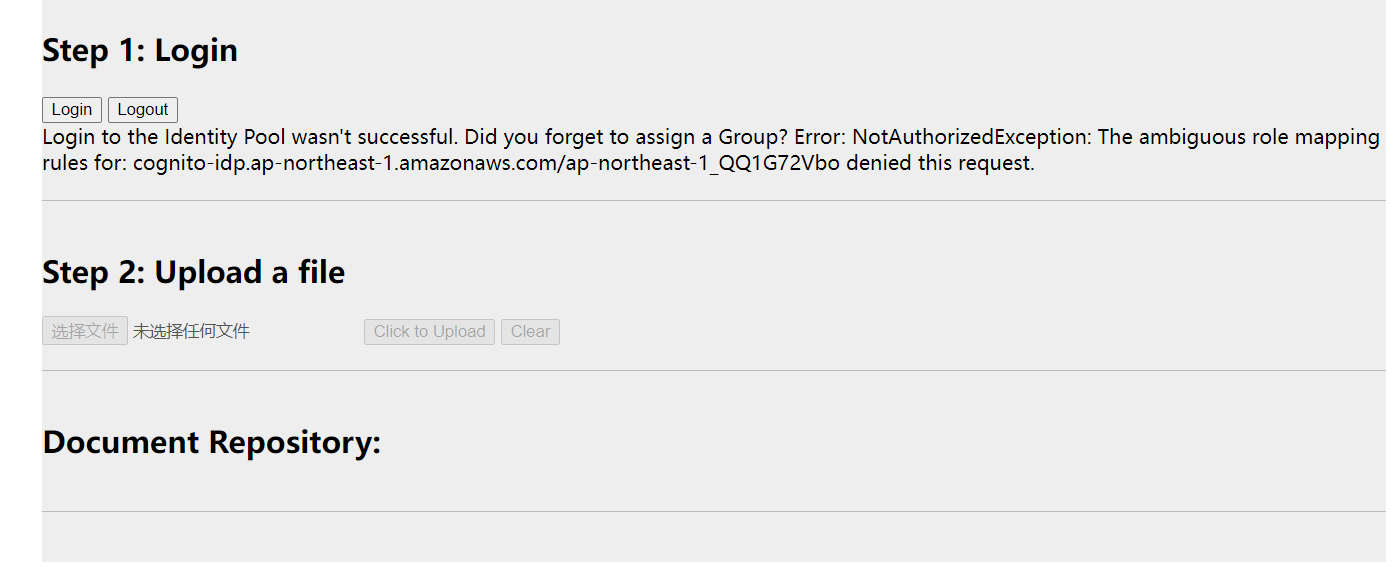 Step 1: Login
Login Logout
Login to the Identity Pool wasn't successful. Did you forget to assign a Group? Error: NotAuthorizedException: The ambiguous role mapping
rules for: cognito-idp.ap-northeast-1.amazonaws.com/ap-northeast-1_QQ1G72Vbo denied this request.
Step 2: Upload a file
选择文件 未选择任何文件 Click to Upload Clear
Document Repository: